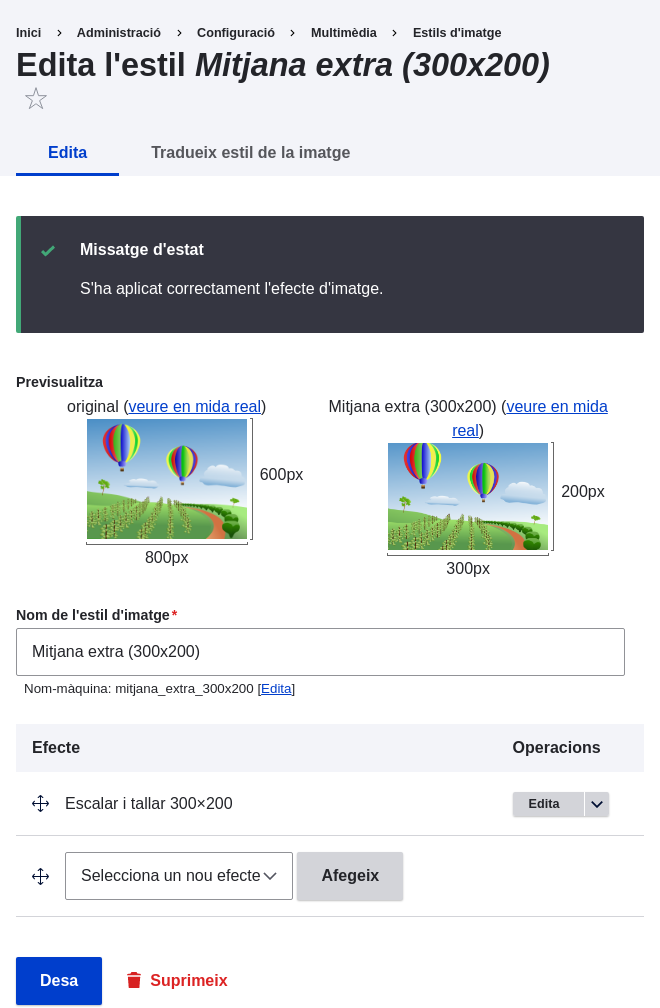 Inici > Administració > Configuració > Multimèdia > Estils d'imatge
Edita l'estil Mitjana extra (300x200)
Edita Tradueix estil de la imatge
Missatge d'estat
S'ha aplicat correctament l'efecte d'imatge.
Previsualitza
original (veure en mida real)
600px
800px
Mitjana extra (300x200) (veure en mida
real)
200px
300px
Nom de l'estil d'imatge*
Mitjana extra (300x200)
Nom-màquina: mitjana_extra_300x200 [Edita]
Efecte Operacions
Escalar i tallar 300×200 Edita
Selecciona un nou efecte Afegeix
Desa Suprimeix